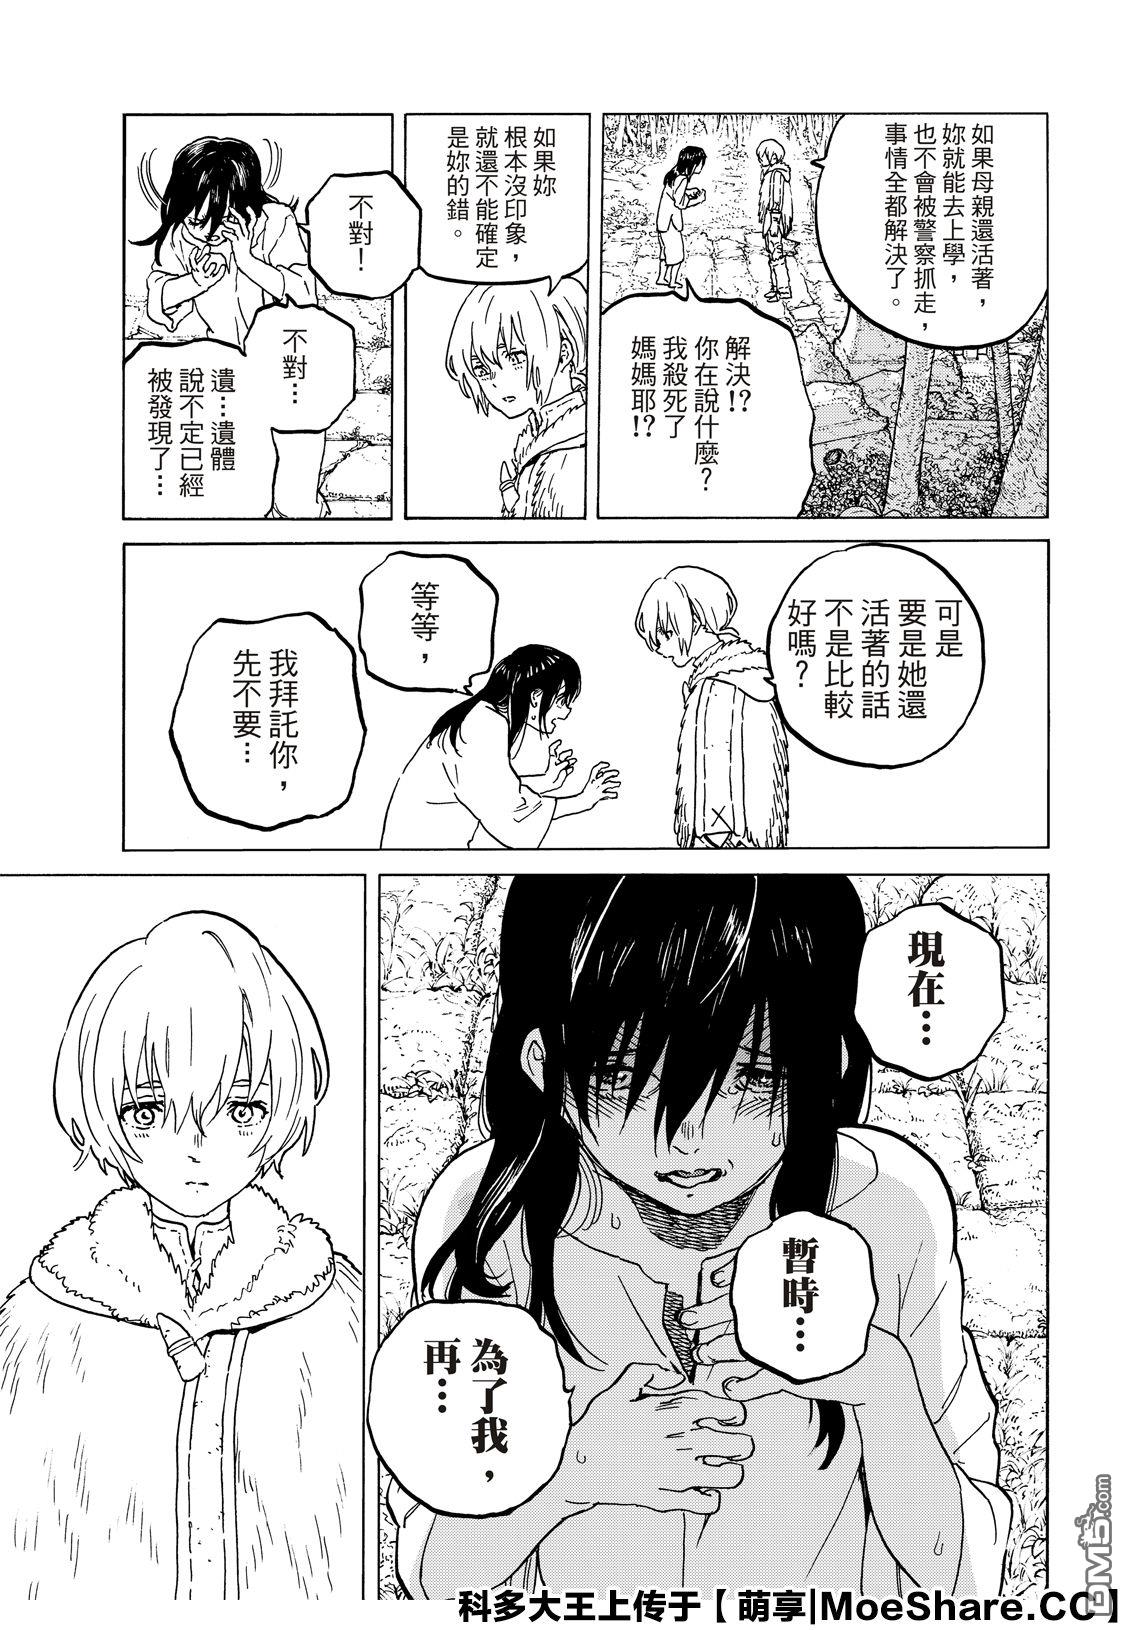 如果母親還活著，
妳就能去上學，
也不會被警察抓走，
事情全都解決了。
解決!?
你在說什麼？
我殺死了
媽媽耶!?
如果妳
根本沒印象，
就還不能確定
是妳的錯。
不對！
不對…
遺…遺體
說不定已經
被發現了…
可是
要是她還
活著的話
不是比較
好嗎？
等等，
我拜託你，
先不要…
現在…
暫時…
為了我，
再…
科多大王上传于【萌享|MoeShare.CC】
DM5.com